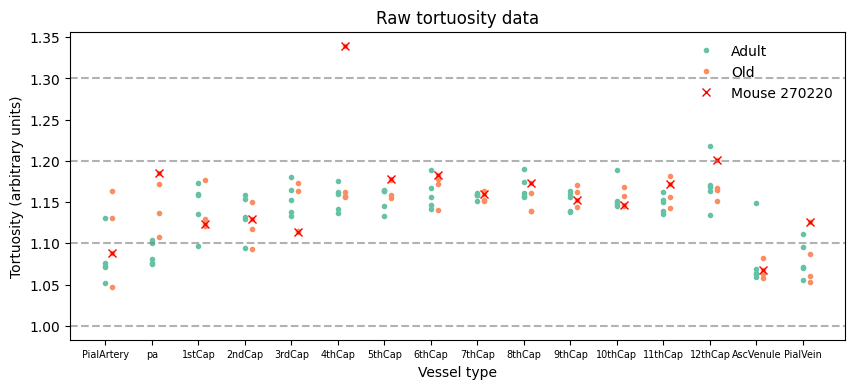 Raw tortuosity data
Tortuosity (arbitrary units)
1.35
1.30
1.25
1.20
1.15
1.10
1.05
1.00
Adult
Old
Mouse 270220
PialArtery pa 1stCap 2ndCap 3rdCap 4thCap 5thCap 6thCap 7thCap 8thCap 9thCap 10thCap 11thCap 12thCap AscVenule PialVein
Vessel type